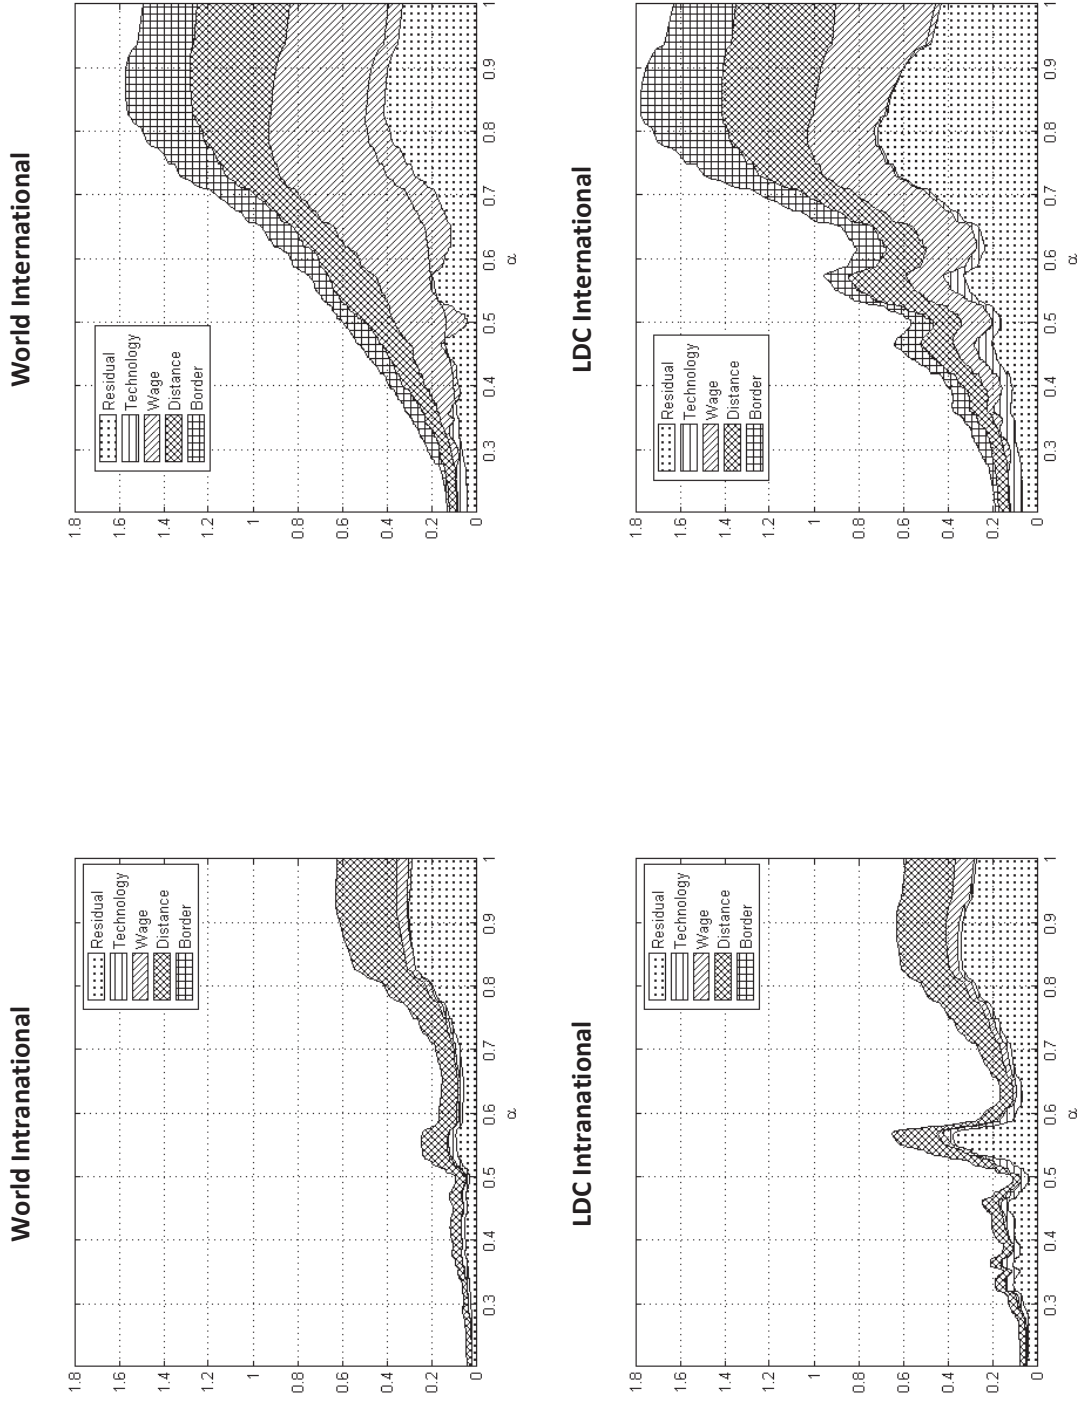 World Intranational
1.8
1.6
1.4
1.2
1
0.8
0.6
0.4
0.2
0
Residual
Technology
Wage
Distance
Border
0.3
0.4
0.5
0.6
0.7
0.8
0.9
1
α
World International
1.8
1.6
1.4
1.2
1
0.8
0.6
0.4
0.2
0
Residual
Technology
Wage
Distance
Border
0.3
0.4
0.5
0.6
0.7
0.8
0.9
1
α
LDC Intranational
1.8
1.6
1.4
1.2
1
0.8
0.6
0.4
0.2
0
Residual
Technology
Wage
Distance
Border
0.3
0.4
0.5
0.6
0.7
0.8
0.9
1
α
LDC International
1.8
1.6
1.4
1.2
1
0.8
0.6
0.4
0.2
0
Residual
Technology
Wage
Distance
Border
0.3
0.4
0.5
0.6
0.7
0.8
0.9
1
α